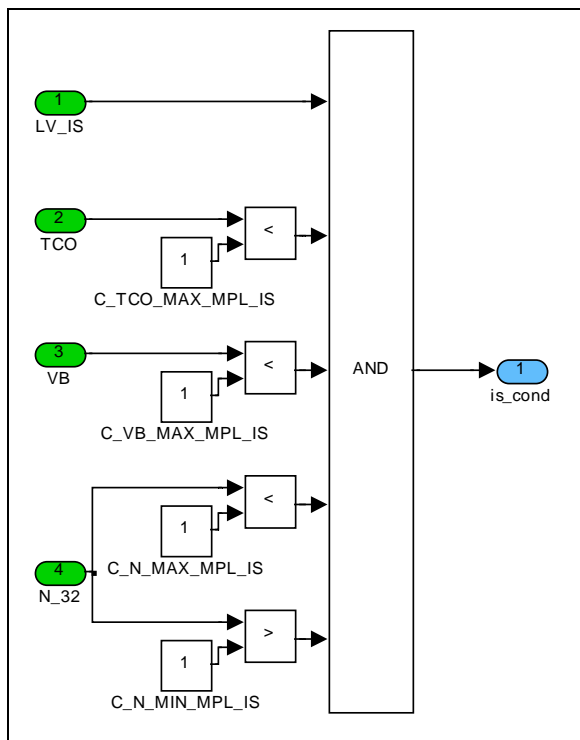 1
LV_IS
2
TCO
<
1
C_TCO_MAX_MPL_IS
3
VB
<
1
C_VB_MAX_MPL_IS
AND
1
is_cond
<
1
C_N_MAX_MPL_IS
4
N_32
>
1
C_N_MIN_MPL_IS